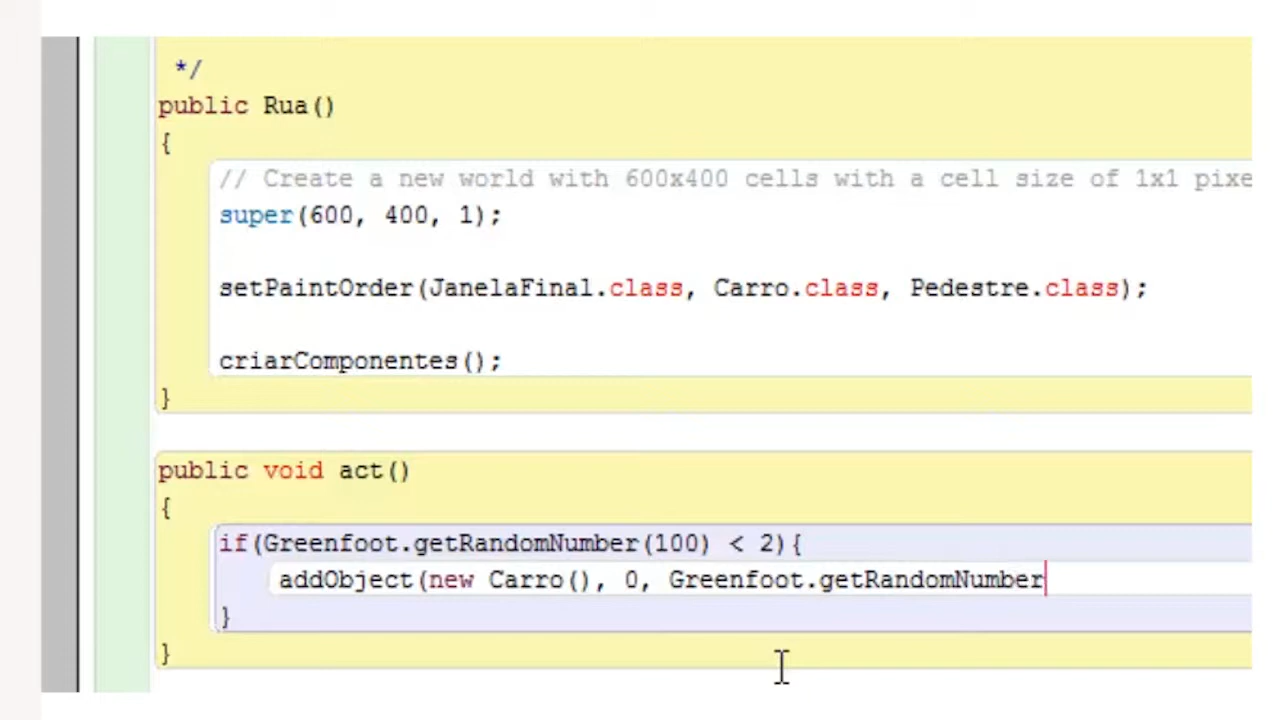 */
public Rua()
{
// Create a new world with 600x400 cells with a cell size of 1x1 pixe
super(600, 400, 1);
setPaintOrder(JanelaFinal.class, Carro.class, Pedestre.class);
criarComponentes();
}
public void act()
{
if(Greenfoot.getRandomNumber(100) < 2){
addObject(new Carro(), 0, Greenfoot.getRandomNumber
}
}